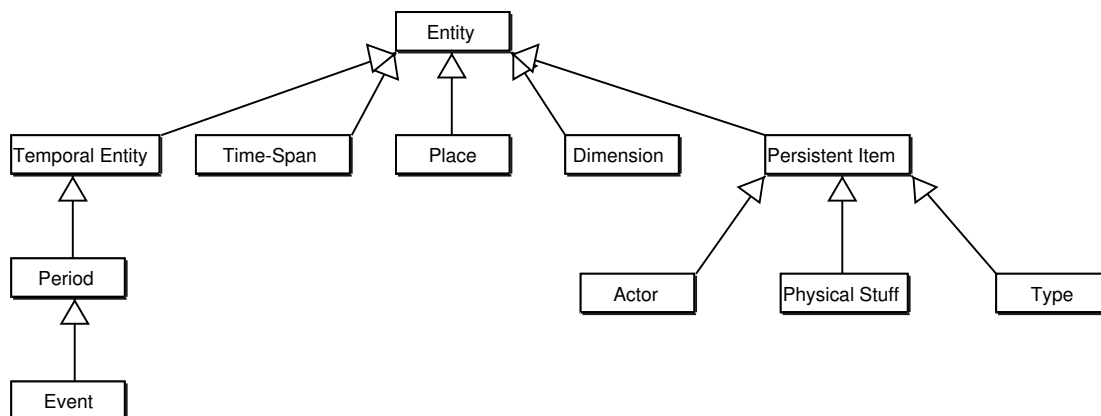 Entity
Temporal Entity
Time-Span
Place
Dimension
Persistent Item
Period
Actor
Physical Stuff
Type
Event